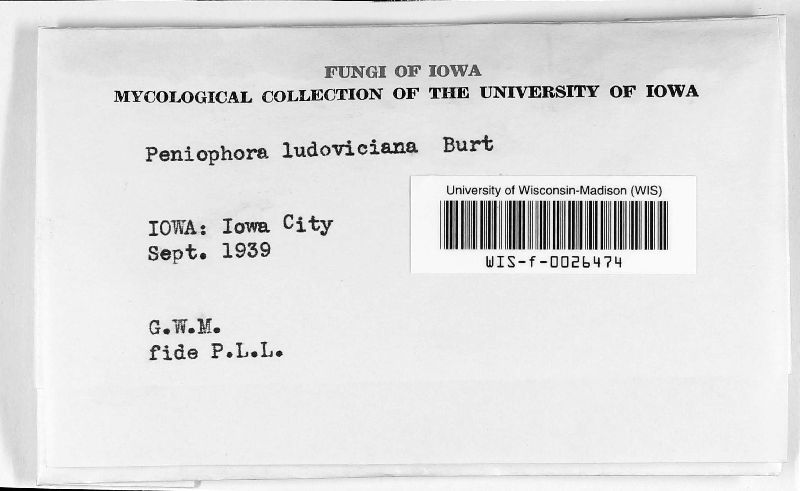 FUNGI OF IOWA
MYCOLOGICAL COLLECTION OF THE UNIVERSITY OF IOWA
Peniophora ludoviciana Burt
University of Wisconsin-Madison (WIS)
WIS-f-0026474
IOWA: Iowa City
Sept. 1939
G.W.M.
fide P.L.L.